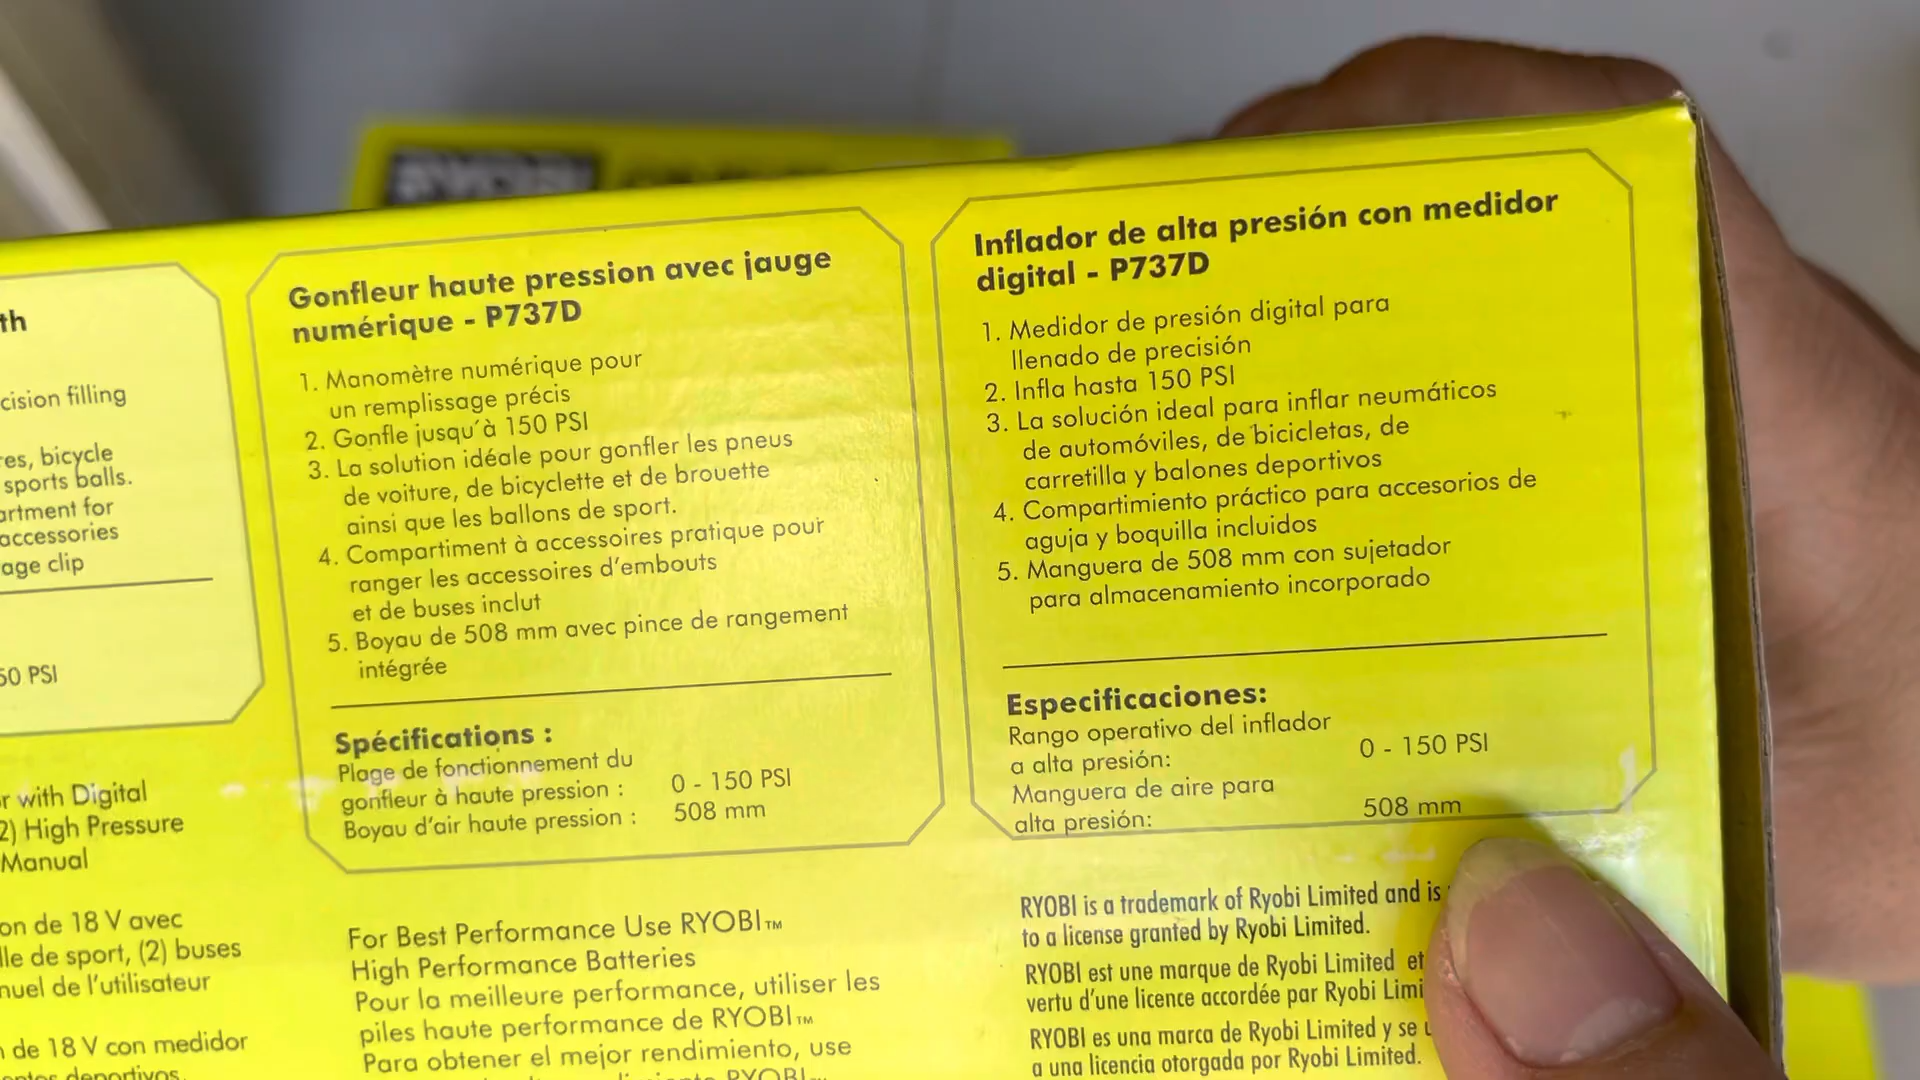 RYOBI
th
cision filling
res, bicycle
sports balls.
artment for
accessories
age clip
50 PSI
r with Digital
2) High Pressure
Manual
on de 18 V avec
lle de sport, (2) buses
nuel de l'utilisateur
de 18 V con medidor
deportivos,
Gonfleur haute pression avec jauge
numérique - P737D
1. Manomètre numérique pour
un remplissage précis
2. Gonfle jusqu'à 150 PSI
3. La solution idéale pour gonfler les pneus
de voiture, de bicyclette et de brouette
ainsi que les ballons de sport.
4. Compartiment à accessoires pratique pour
ranger les accessoires d'embouts
et de buses inclut
5. Boyau de 508 mm avec pince de rangement
intégrée
Spécifications :
Plage de fonctionnement du
gonfleur à haute pression : 0 - 150 PSI
Boyau d'air haute pression : 508 mm
For Best Performance Use RYOBI™
High Performance Batteries
Pour la meilleure performance, utiliser les
piles haute performance de RYOBI™
Para obtener el mejor rendimiento, use
RYOBI™
Inflador de alta presión con medidor
digital - P737D
1. Medidor de presión digital para
llenado de precisión
2. Infla hasta 150 PSI
3. La solución ideal para inflar neumáticos
de automóviles, de bicicletas, de
carretilla y balones deportivos
4. Compartimiento práctico para accesorios de
aguja y boquilla incluidos
5. Manguera de 508 mm con sujetador
para almacenamiento incorporado
Especificaciones:
Rango operativo del inflador
a alta presión: 0 - 150 PSI
Manguera de aire para
alta presión: 508 mm
RYOBI is a trademark of Ryobi Limited and is
to a license granted by Ryobi Limited.
RYOBI est une marque de Ryobi Limited et
vertu d'une licence accordée par Ryobi Limi
RYOBI es una marca de Ryobi Limited y se
a una licencia otorgada por Ryobi Limited.